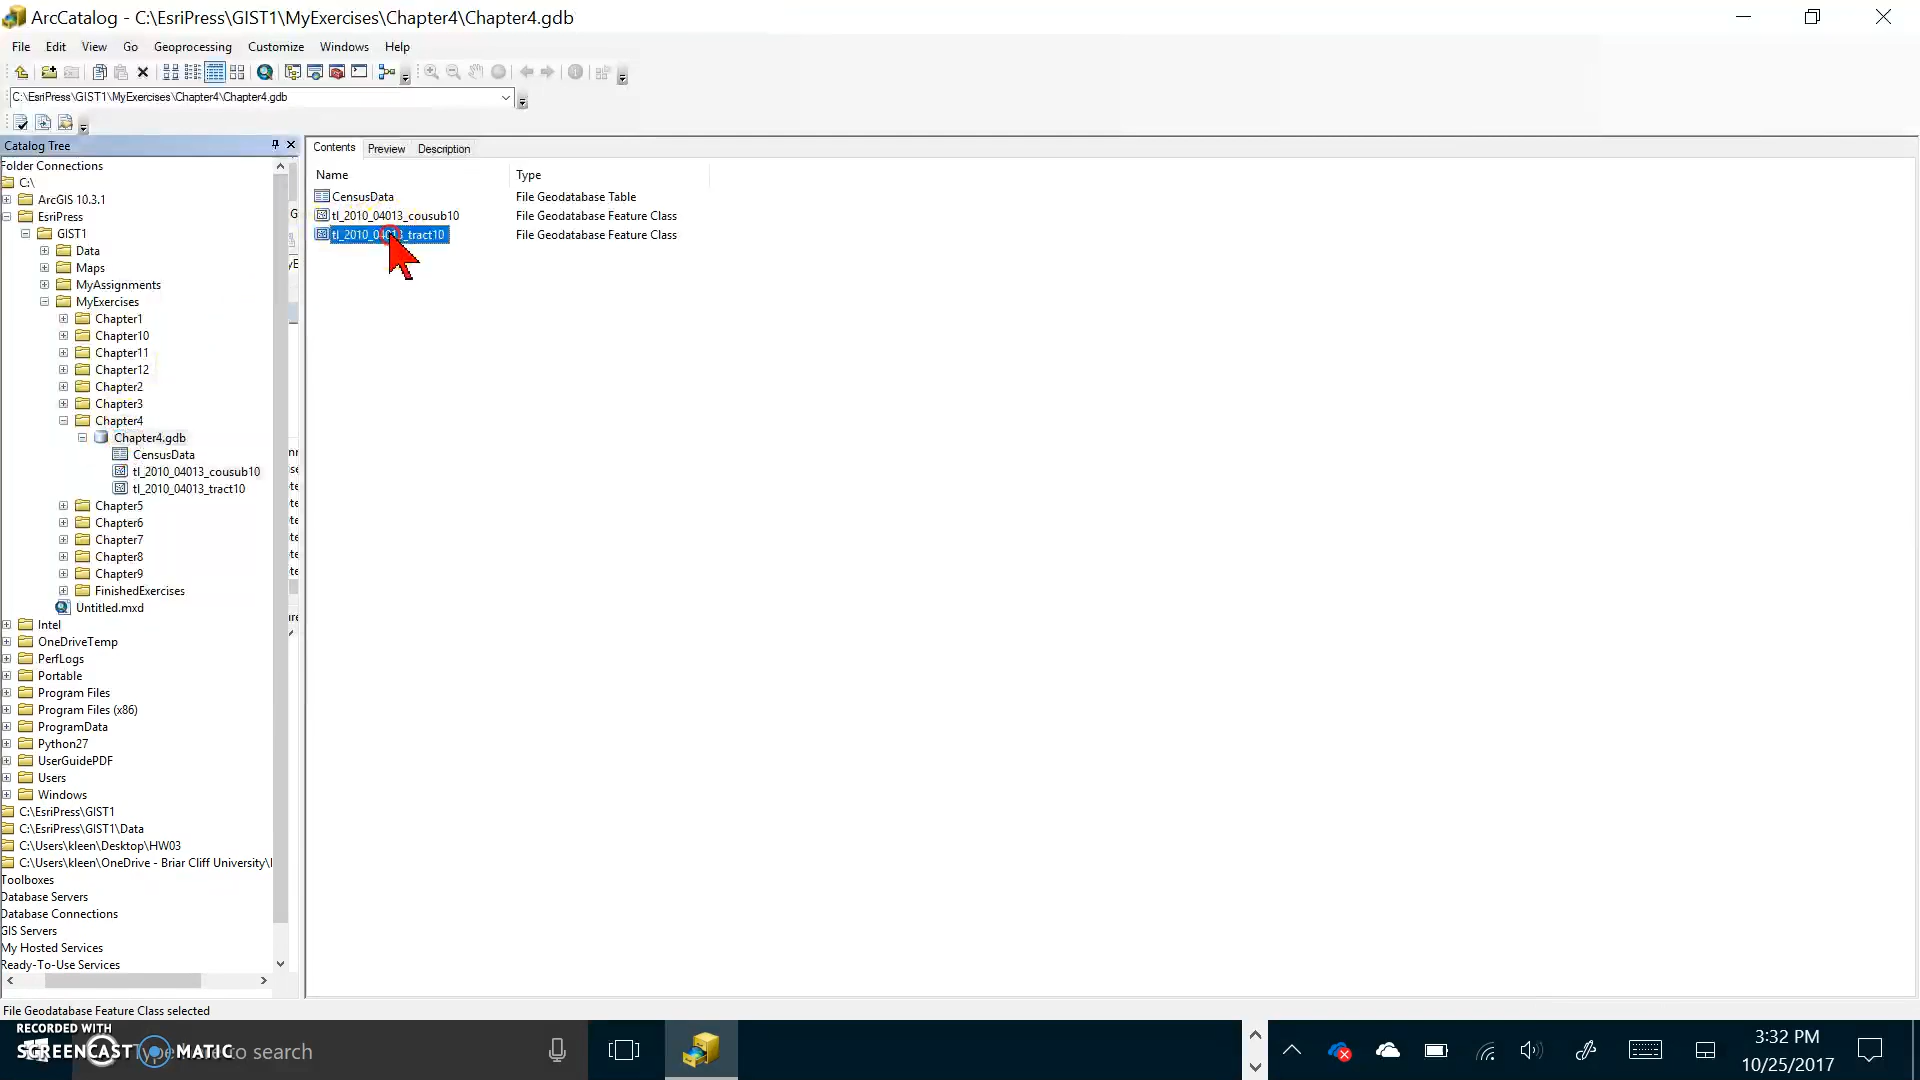 ArcCatalog - C:\EsriPress\GIST1\MyExercises\Chapter4\Chapter4.gdb
File Edit View Go Geoprocessing Customize Windows Help
C:\EsriPress\GIST1\MyExercises\Chapter4\Chapter4.gdb
Catalog Tree
Folder Connections
C:\
ArcGIS 10.3.1
EsriPress
GIST1
Data
Maps
MyAssignments
MyExercises
Chapter1
Chapter10
Chapter11
Chapter12
Chapter2
Chapter3
Chapter4
Chapter4.gdb
CensusData
tl_2010_04013_cousub10
tl_2010_04013_tract10
Chapter5
Chapter6
Chapter7
Chapter8
Chapter9
FinishedExercises
Untitled.mxd
Intel
OneDriveTemp
PerfLogs
Portable
Program Files
Program Files (x86)
ProgramData
Python27
UserGuidePDF
Users
Windows
C:\EsriPress\GIST1
C:\EsriPress\GIST1\Data
C:\Users\kleen\Desktop\HW03
C:\Users\kleen\OneDrive - Briar Cliff University\
Toolboxes
Database Servers
Database Connections
GIS Servers
My Hosted Services
Ready-To-Use Services
Contents Preview Description
Name Type
CensusData File Geodatabase Table
tl_2010_04013_cousub10 File Geodatabase Feature Class
tl_2010_04013_tract10 File Geodatabase Feature Class
File Geodatabase Feature Class selected
RECORDED WITH
SCREENCAST MATIC
Type here to search
3:32 PM
10/25/2017